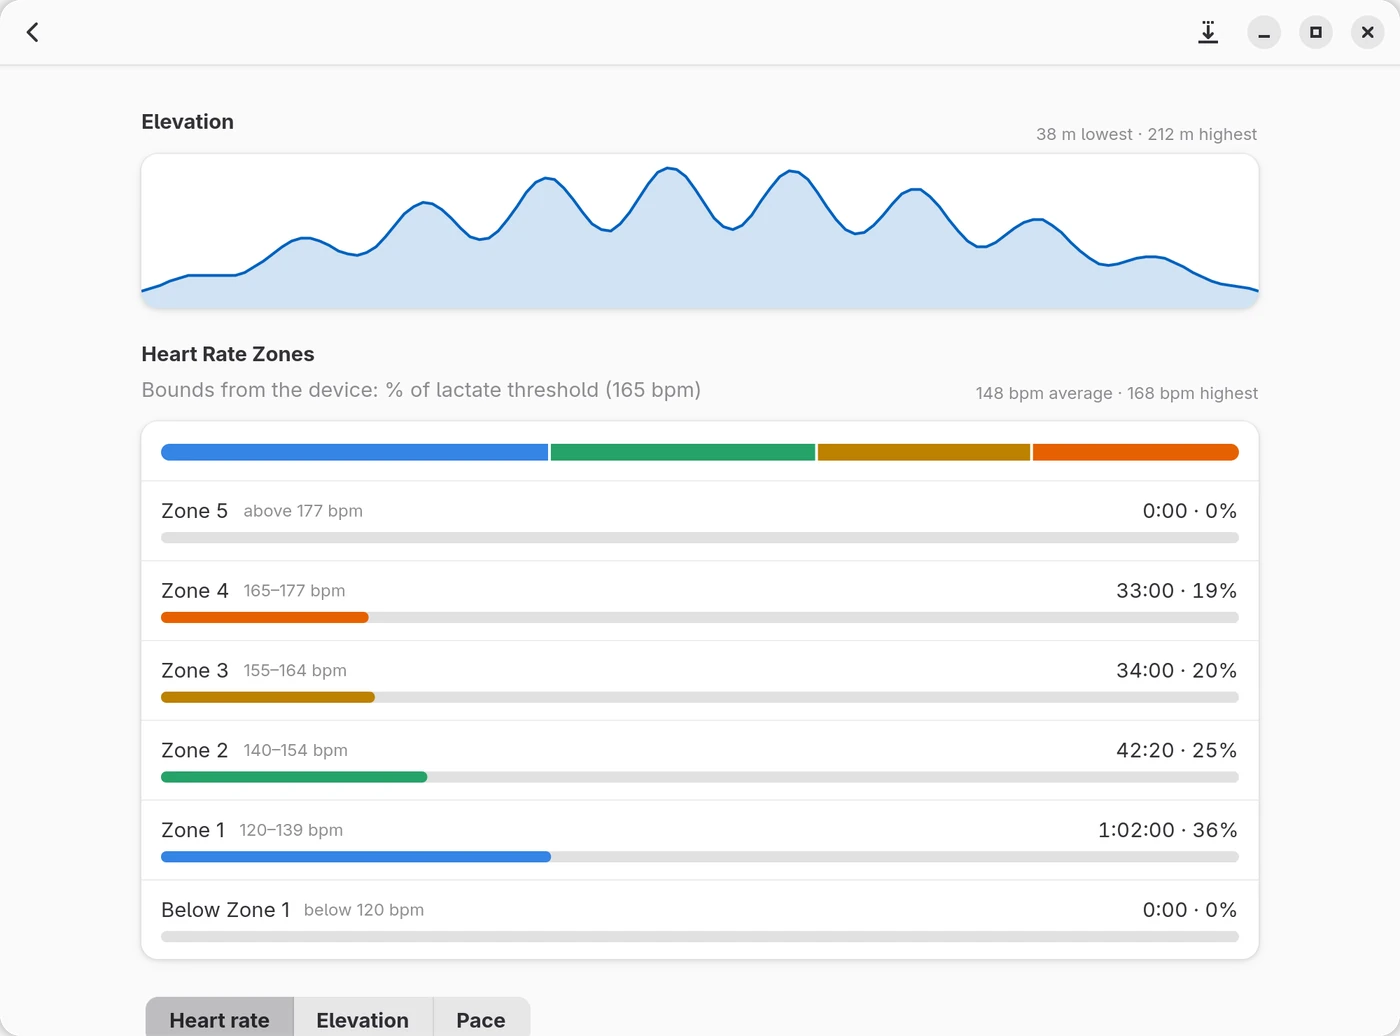 Elevation
38 m lowest · 212 m highest
Heart Rate Zones
Bounds from the device: % of lactate threshold (165 bpm)
148 bpm average · 168 bpm highest
Zone 5 above 177 bpm 0:00 · 0%
Zone 4 165–177 bpm 33:00 · 19%
Zone 3 155–164 bpm 34:00 · 20%
Zone 2 140–154 bpm 42:20 · 25%
Zone 1 120–139 bpm 1:02:00 · 36%
Below Zone 1 below 120 bpm 0:00 · 0%
Heart rate Elevation Pace